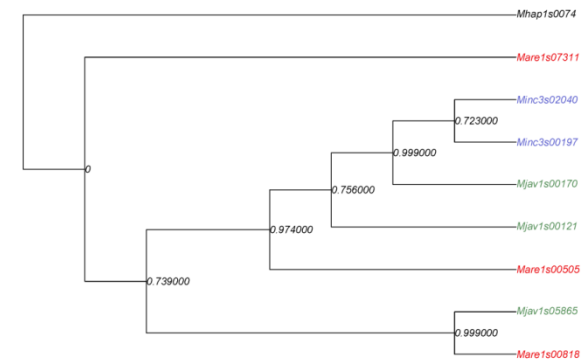 Mhap1s0074
Mare1s07311
Minc3s02040
0.723000
Minc3s00197
0.999000
0
Mjav1s00170
0.756000
Mjav1s00121
0.974000
Mare1s00505
0.739000
Mjav1s05865
0.999000
Mare1s00818